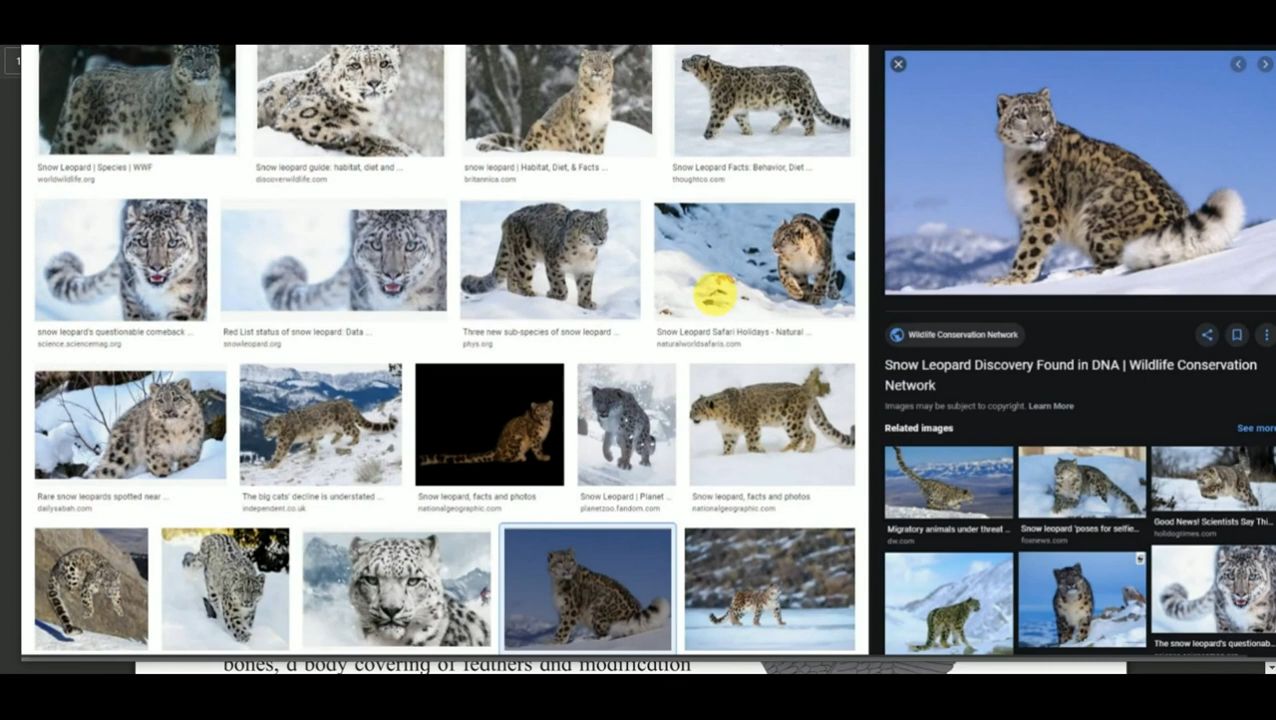 1
Snow Leopard | Species | WWF
worldwildlife.org
Snow leopard guide: habitat, diet and ...
discoverwildlife.com
snow leopard | Habitat, Diet, & Facts ...
britannica.com
Snow Leopard Facts: Behavior, Diet ...
thoughtco.com
snow leopard's questionable comeback ...
science.sciencemag.org
Red List status of snow leopard: Data ...
snowleopard.org
Three new sub-species of snow leopard ...
phys.org
Snow Leopard Safari Holidays - Natural ...
naturalworldsafaris.com
Rare snow leopards spotted near ...
dailysabah.com
The big cats' decline is understated ...
independent.co.uk
Snow leopard, facts and photos
nationalgeographic.com
Snow Leopard | Planet ...
planetzoo.fandom.com
Snow leopard, facts and photos
nationalgeographic.com
Wildlife Conservation Network
Snow Leopard Discovery Found in DNA | Wildlife Conservation
Network
Images may be subject to copyright. Learn More
Related images
See more
Migratory animals under threat ...
dw.com
Snow leopard 'poses for selfie...
foxnews.com
Good News! Scientists Say Thi...
holidogtimes.com
The snow leopard's questionab...
bones, a body covering of feathers and modification